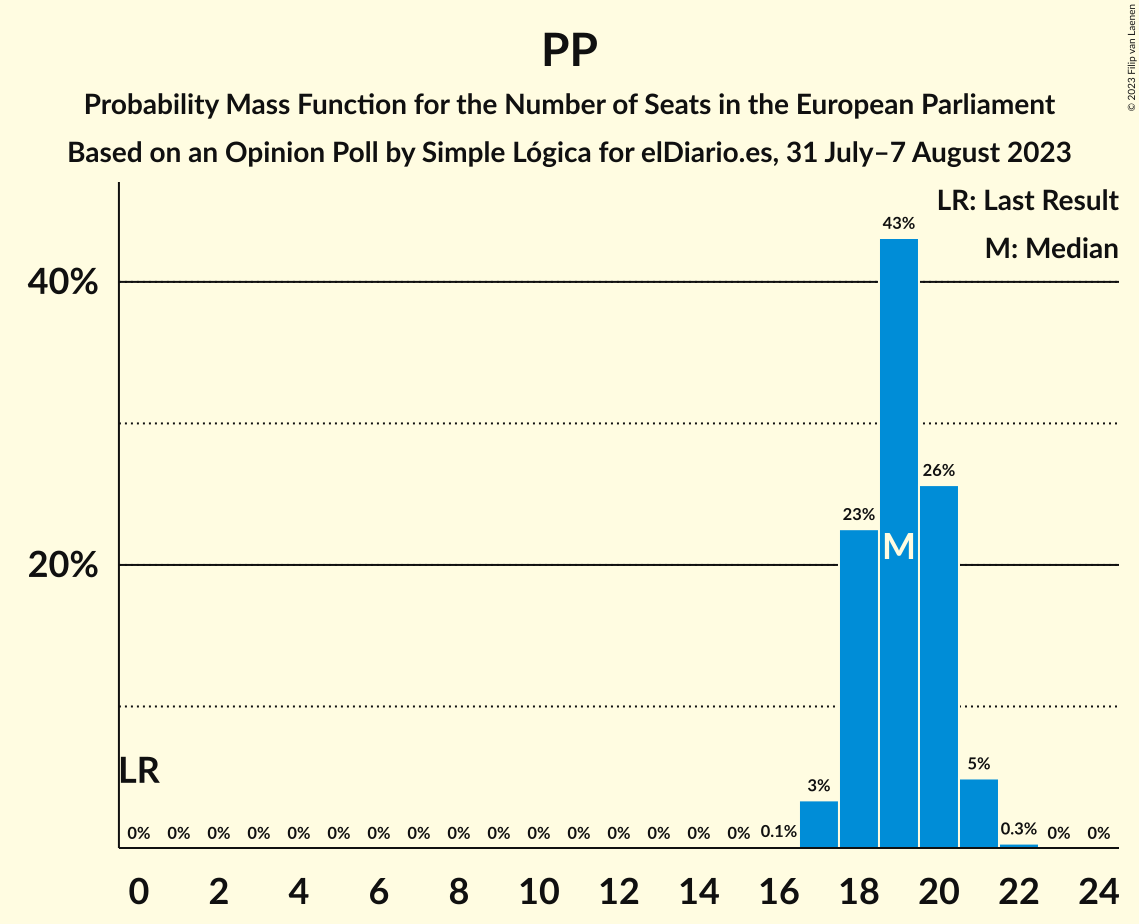 PP
Probability Mass Function for the Number of Seats in the European Parliament
Based on an Opinion Poll by Simple Lógica for elDiario.es, 31 July–7 August 2023
© 2023 Filip van Laenen
LR: Last Result
M: Median
40%
20%
43%
26%
23%
M
LR
5%
3%
0% 0% 0% 0% 0% 0% 0% 0% 0% 0% 0% 0% 0% 0% 0% 0% 0.1% 0.3% 0% 0%
0 2 4 6 8 10 12 14 16 18 20 22 24